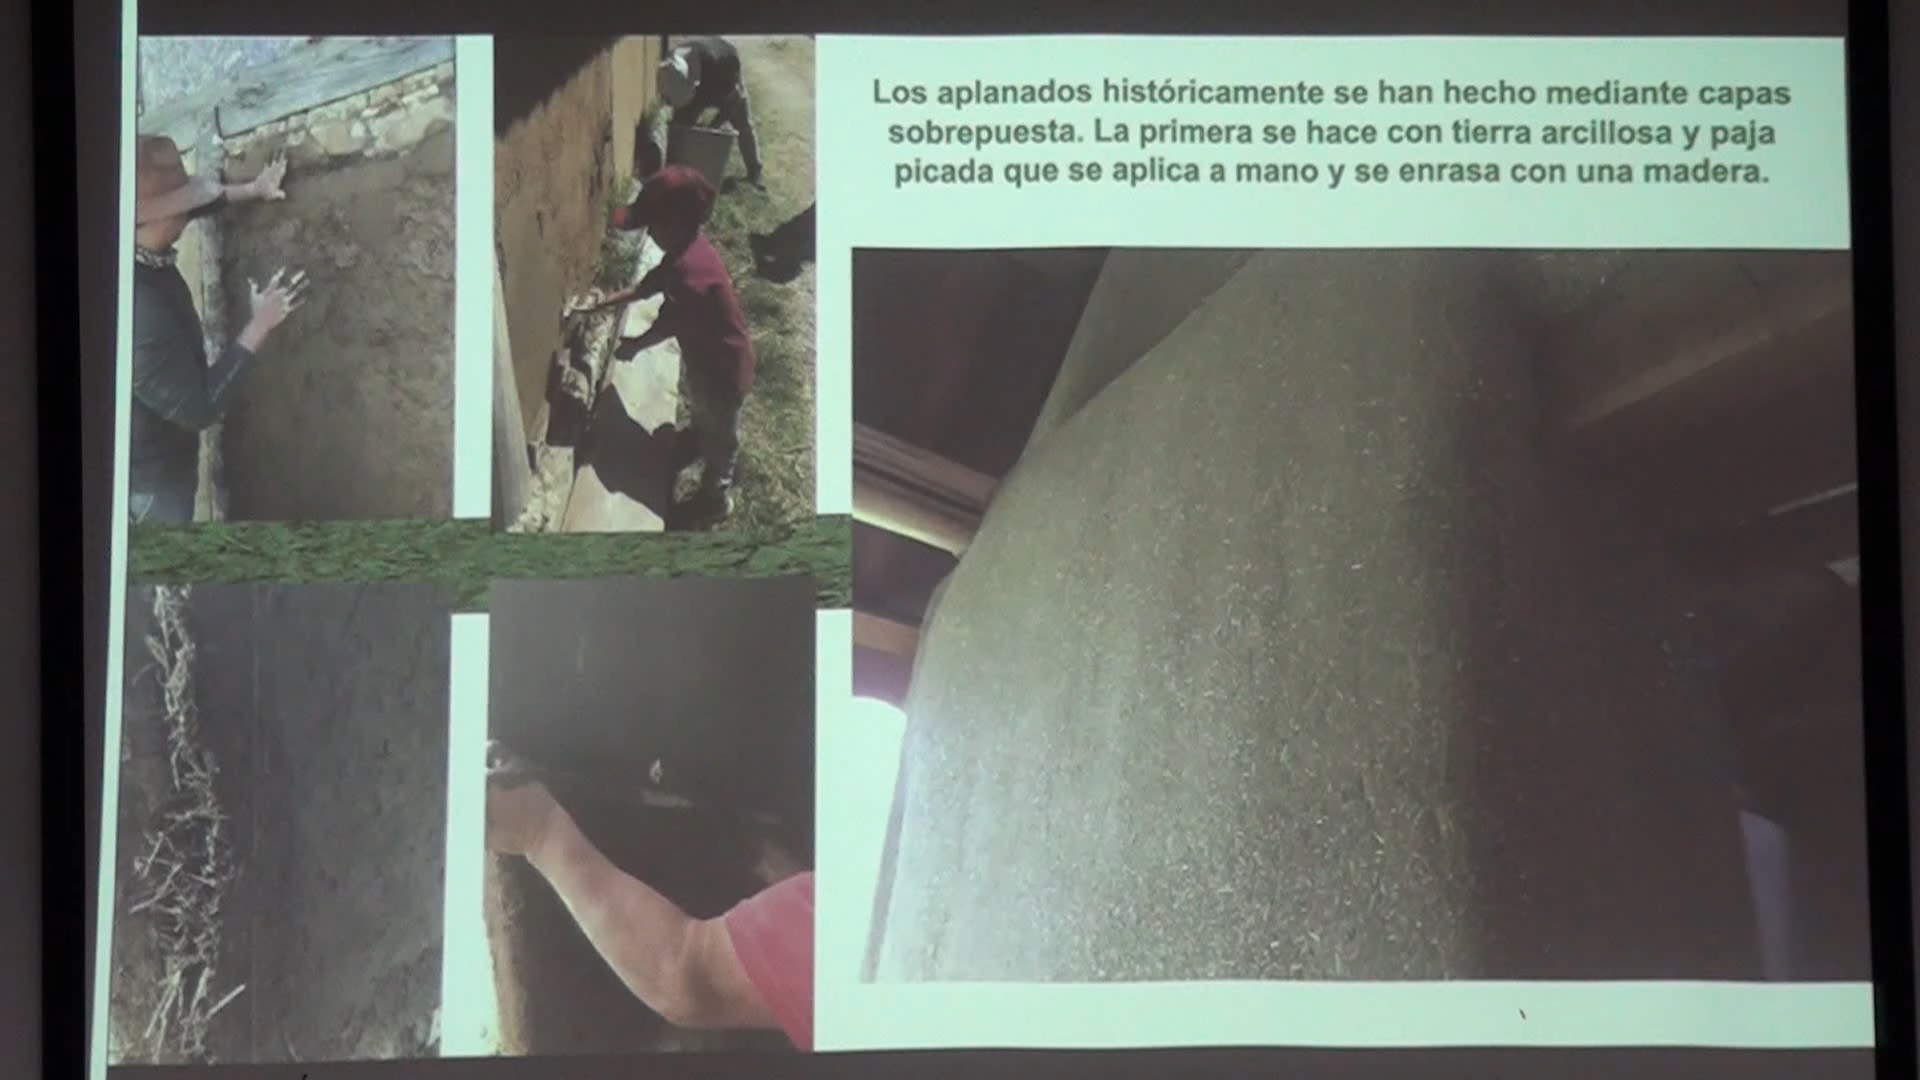 Los aplanados históricamente se han hecho mediante capas
sobrepuesta. La primera se hace con tierra arcillosa y paja
picada que se aplica a mano y se enrasa con una madera.